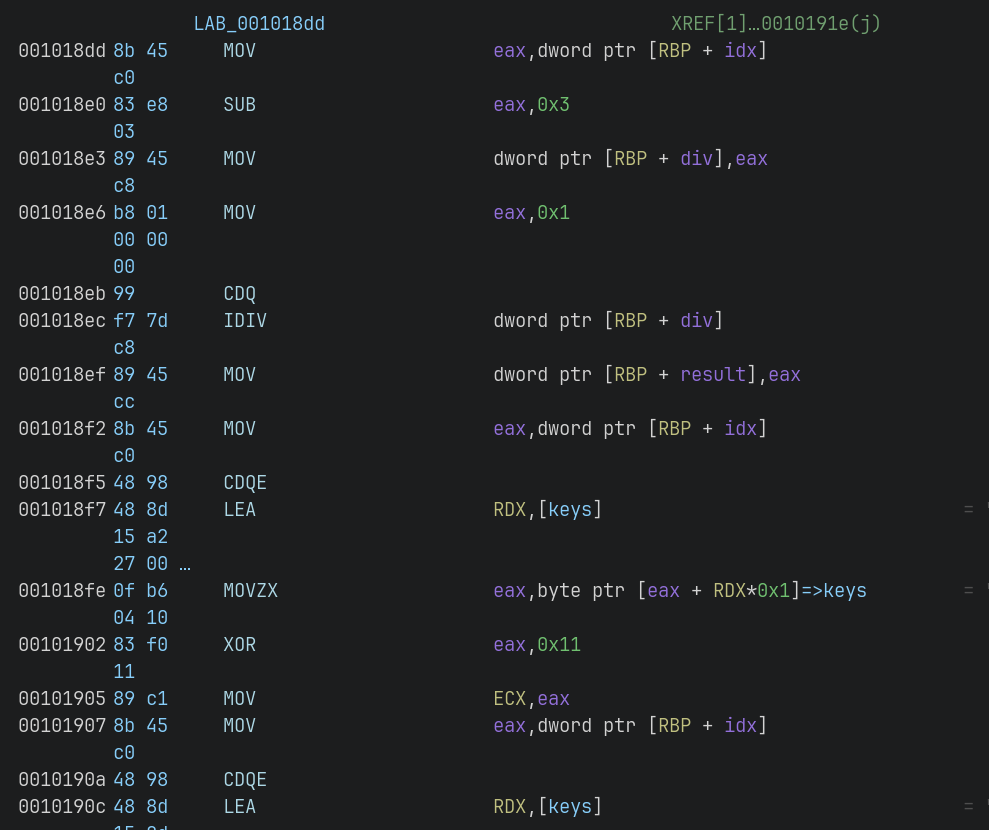 LAB_001018dd XREF[1]…0010191e(j)
001018dd 8b 45 MOV eax,dword ptr [RBP + idx]
c0
001018e0 83 e8 SUB eax,0x3
03
001018e3 89 45 MOV dword ptr [RBP + div],eax
c8
001018e6 b8 01 MOV eax,0x1
00 00
00
001018eb 99 CDQ
001018ec f7 7d IDIV dword ptr [RBP + div]
c8
001018ef 89 45 MOV dword ptr [RBP + result],eax
cc
001018f2 8b 45 MOV eax,dword ptr [RBP + idx]
c0
001018f5 48 98 CDQE
001018f7 48 8d LEA RDX,[keys] =
15 a2
27 00 …
001018fe 0f b6 MOVZX eax,byte ptr [eax + RDX*0x1]=>keys =
04 10
00101902 83 f0 XOR eax,0x11
11
00101905 89 c1 MOV ECX,eax
00101907 8b 45 MOV eax,dword ptr [RBP + idx]
c0
0010190a 48 98 CDQE
0010190c 48 8d LEA RDX,[keys] =